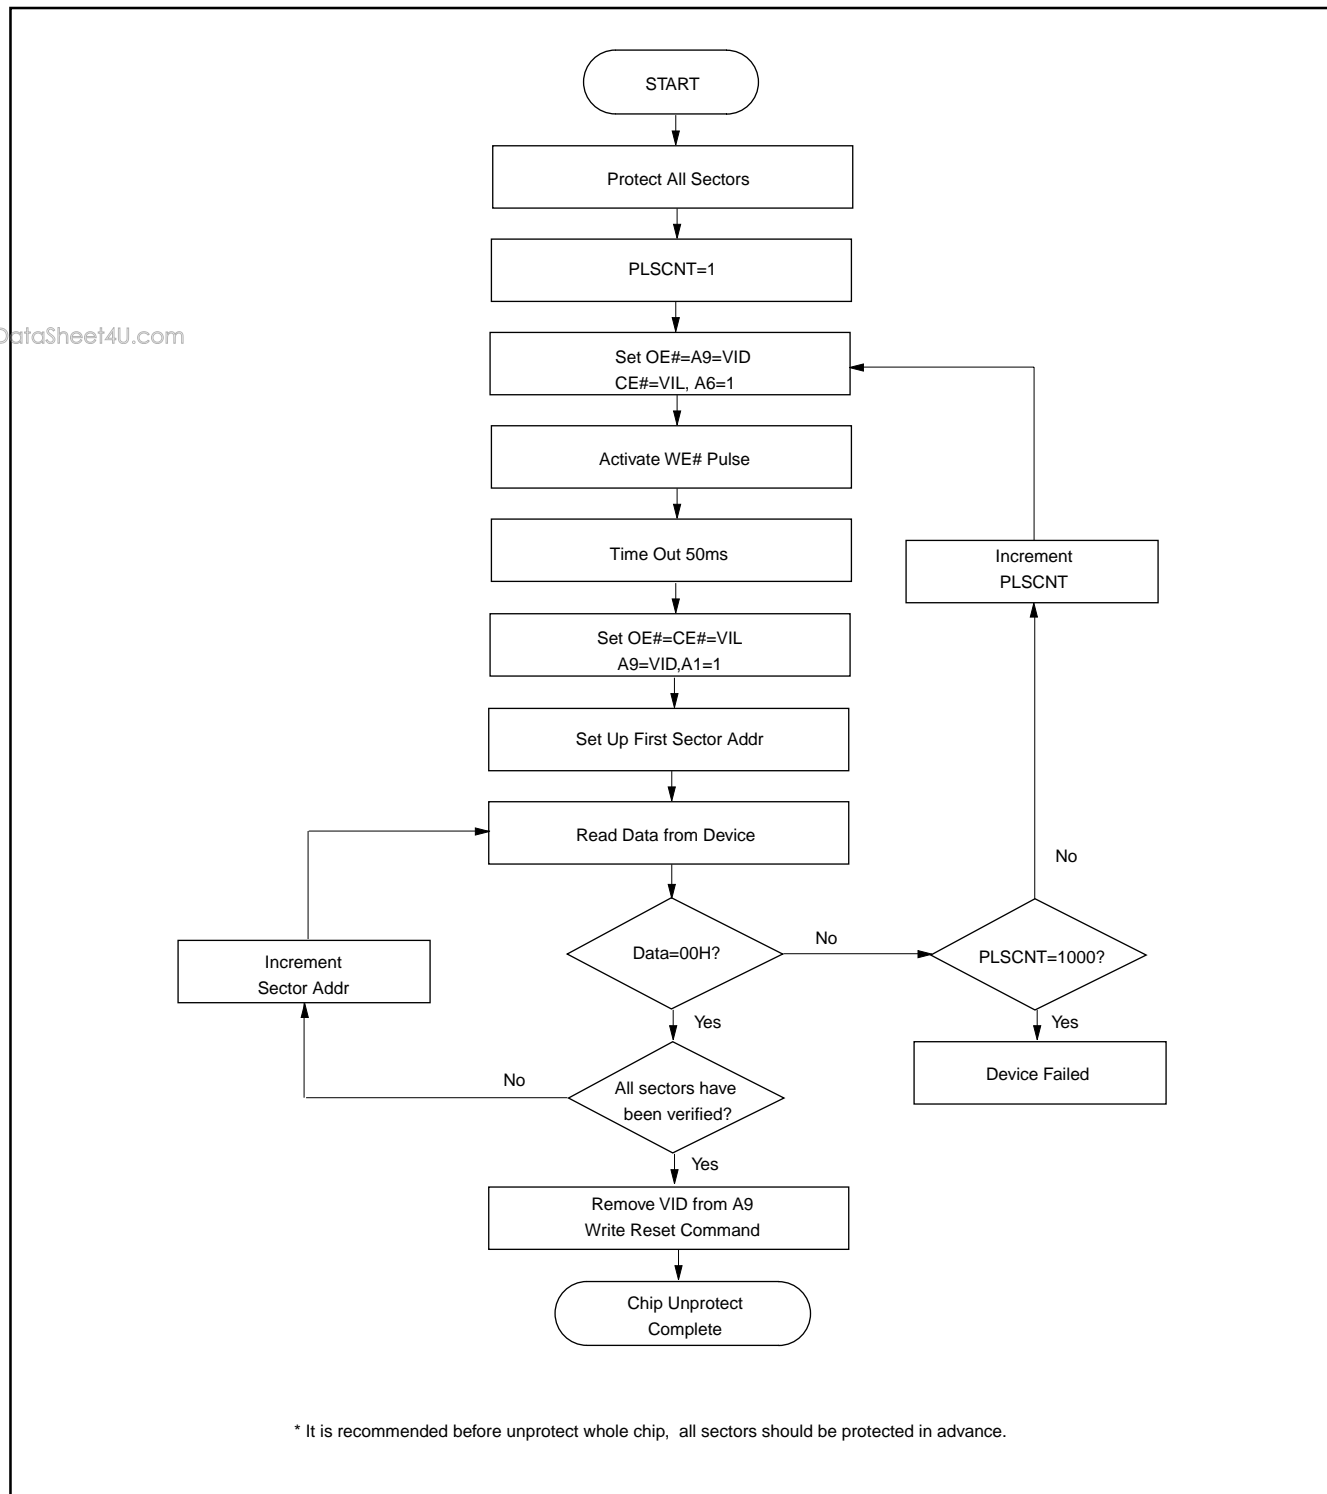 START
Protect All Sectors
PLSCNT=1
DataSheet4U.com
Set OE#=A9=VID
CE#=VIL, A6=1
Activate WE# Pulse
Time Out 50ms
Increment
PLSCNT
Set OE#=CE#=VIL
A9=VID,A1=1
Set Up First Sector Addr
Read Data from Device
No
Data=00H?
No
PLSCNT=1000?
Increment
Sector Addr
Yes
Yes
Device Failed
No
All sectors have
been verified?
Yes
Remove VID from A9
Write Reset Command
Chip Unprotect
Complete
* It is recommended before unprotect whole chip, all sectors should be protected in advance.